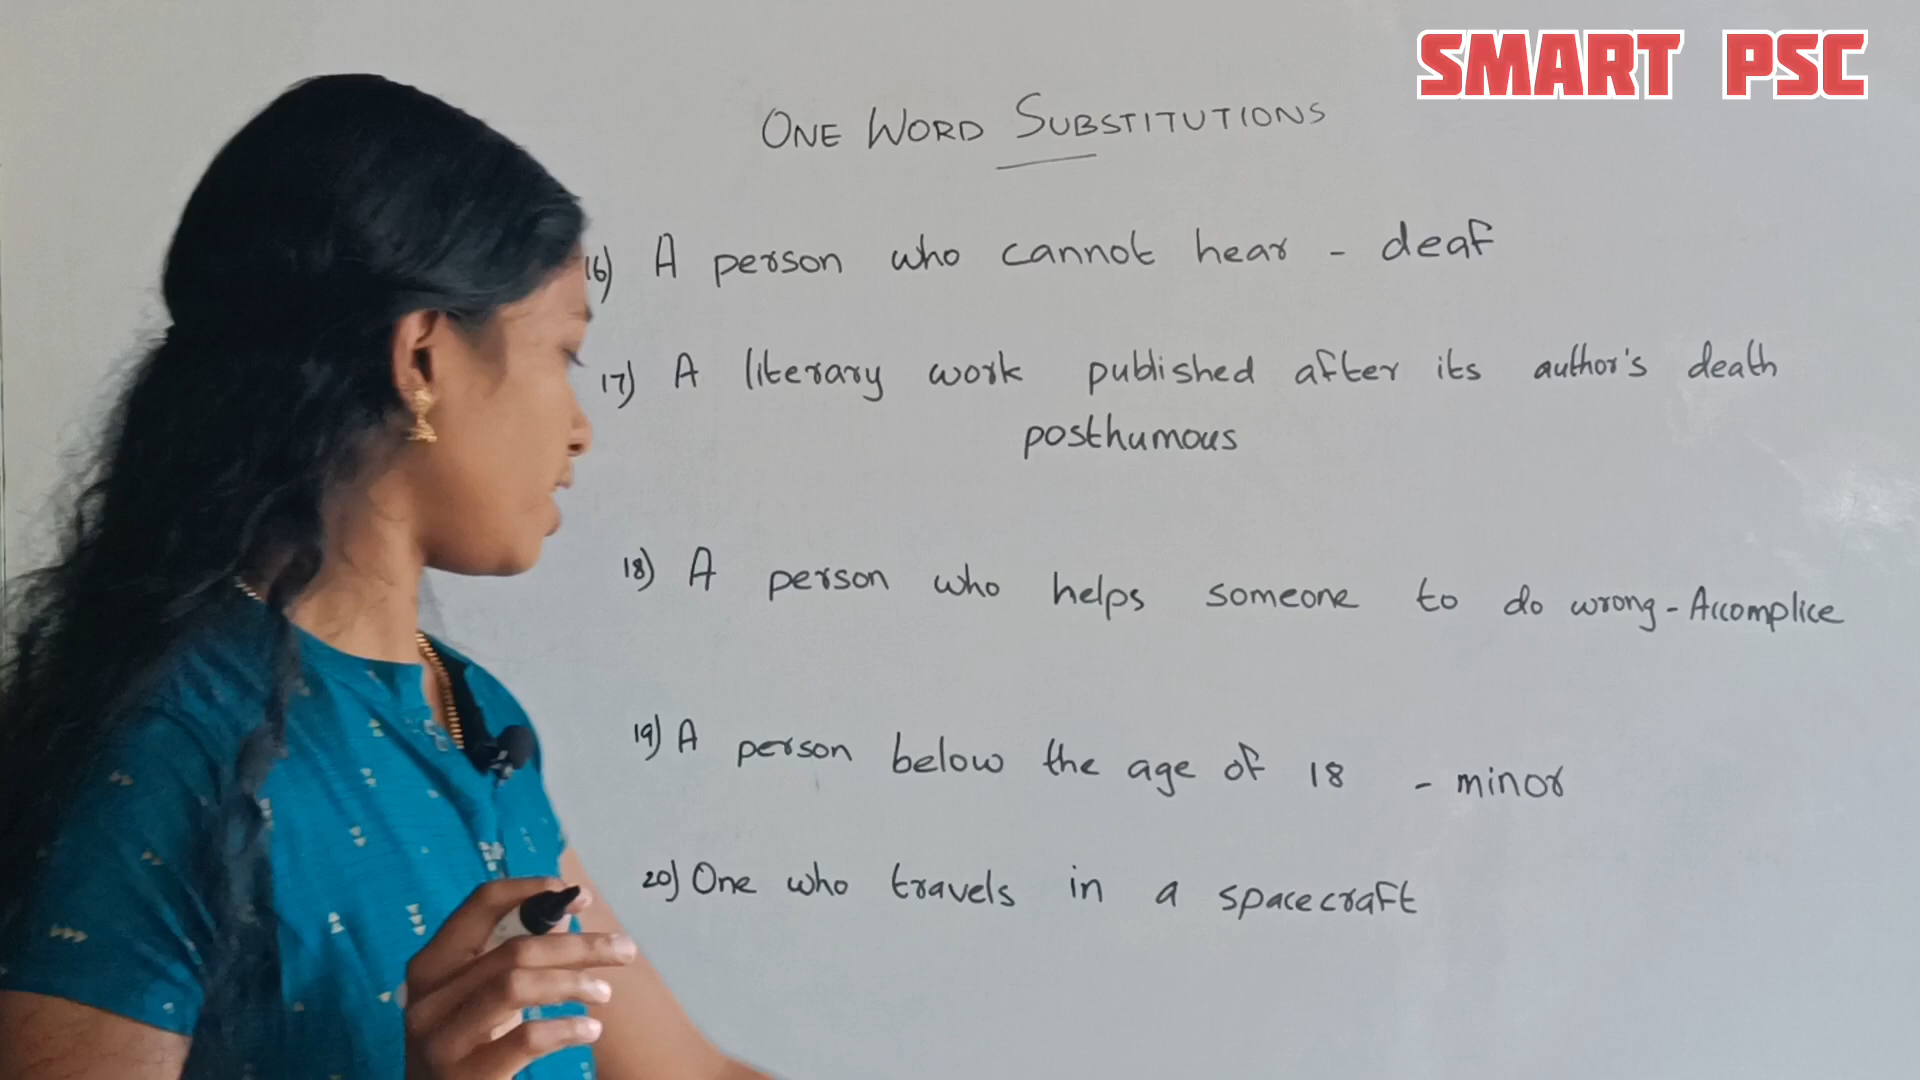 SMART PSC
ONE WORD SUBSTITUTIONS
16) A person who cannot hear - deaf
17) A literary work published after its author's death
posthumous
18) A person who helps someone to do wrong - Accomplice
19) A person below the age of 18 - minor
20) One who travels in a spacecraft